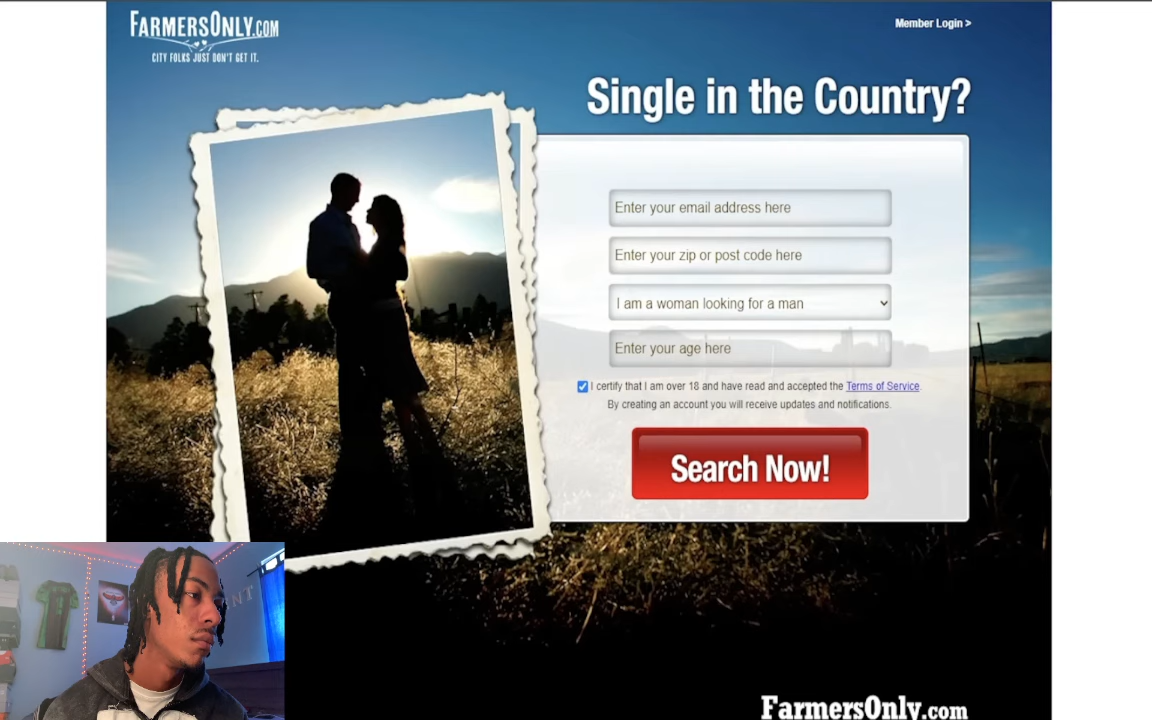 FARMERSONLY.COM
CITY FOLKS JUST DON'T GET IT.
Member Login >
Single in the Country?
Enter your email address here
Enter your zip or post code here
I am a woman looking for a man
Enter your age here
I certify that I am over 18 and have read and accepted the Terms of Service.
By creating an account you will receive updates and notifications.
Search Now!
FarmersOnly.com